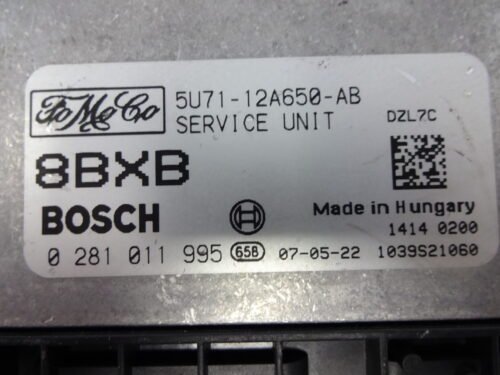 FoMoCo 5U71-12A650-AB
SERVICE UNIT DZL7C
8BXB
BOSCH Made in Hungary
1414 0200
0 281 011 995 65B 07-05-22 1039S21060